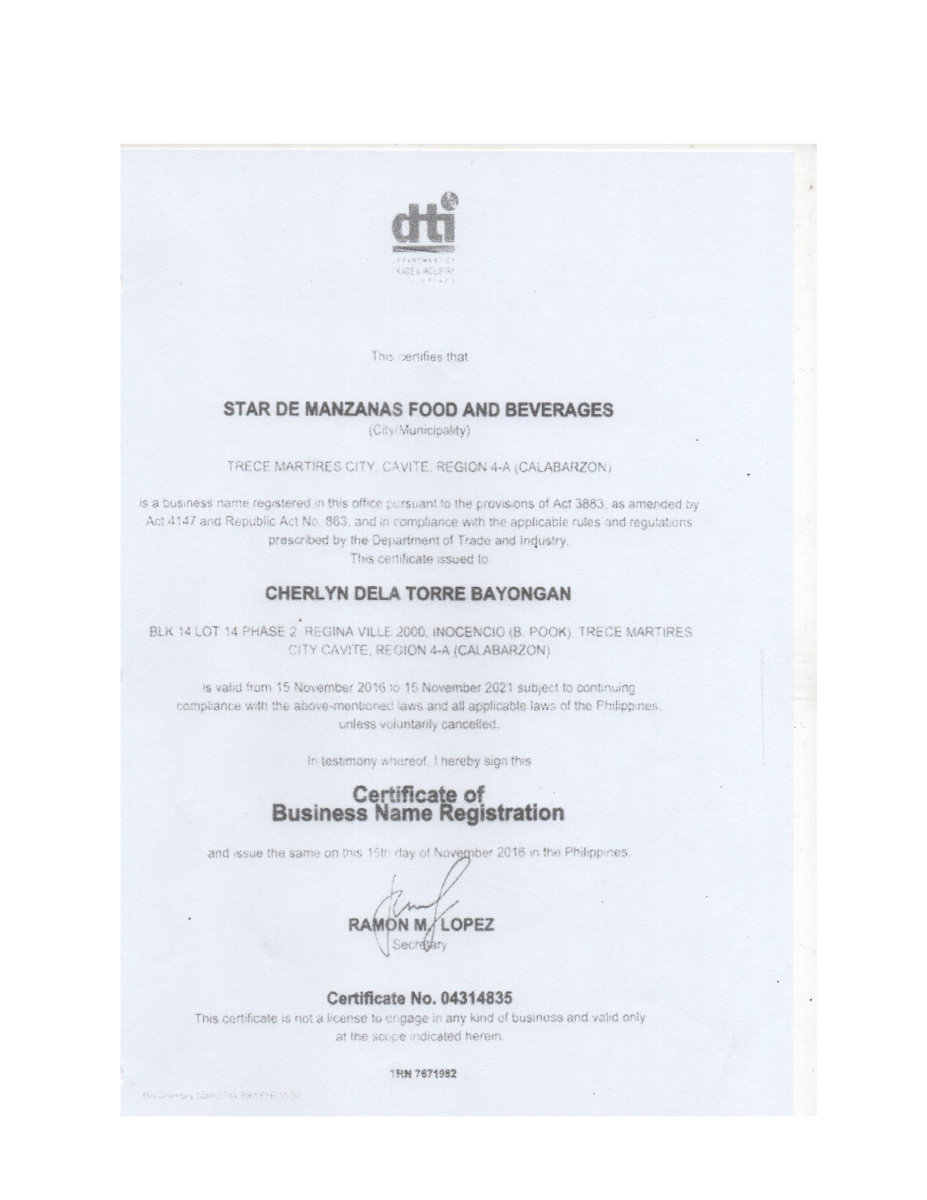 dti
DEPARTMENT OF
TRADE & INDUSTRY
PHILIPPINES
This certifies that
STAR DE MANZANAS FOOD AND BEVERAGES
(City/Municipality)
TRECE MARTIRES CITY, CAVITE, REGION 4-A (CALABARZON)
is a business name registered in this office pursuant to the provisions of Act 3883, as amended by
Act 4147 and Republic Act No. 863, and in compliance with the applicable rules and regulations
prescribed by the Department of Trade and Industry.
This certificate issued to
CHERLYN DELA TORRE BAYONGAN
BLK 14 LOT 14 PHASE 2 REGINA VILLE 2000, INOCENCIO (B. POOK), TRECE MARTIRES
CITY CAVITE, REGION 4-A (CALABARZON)
is valid from 15 November 2016 to 15 November 2021 subject to continuing
compliance with the above-mentioned laws and all applicable laws of the Philippines,
unless voluntarily cancelled.
In testimony whereof, I hereby sign this
Certificate of
Business Name Registration
and issue the same on this 15th day of November 2016 in the Philippines.
RAMON M. LOPEZ
Secretary
Certificate No. 04314835
This certificate is not a license to engage in any kind of business and valid only
at the scope indicated herein.
TRN 7671982